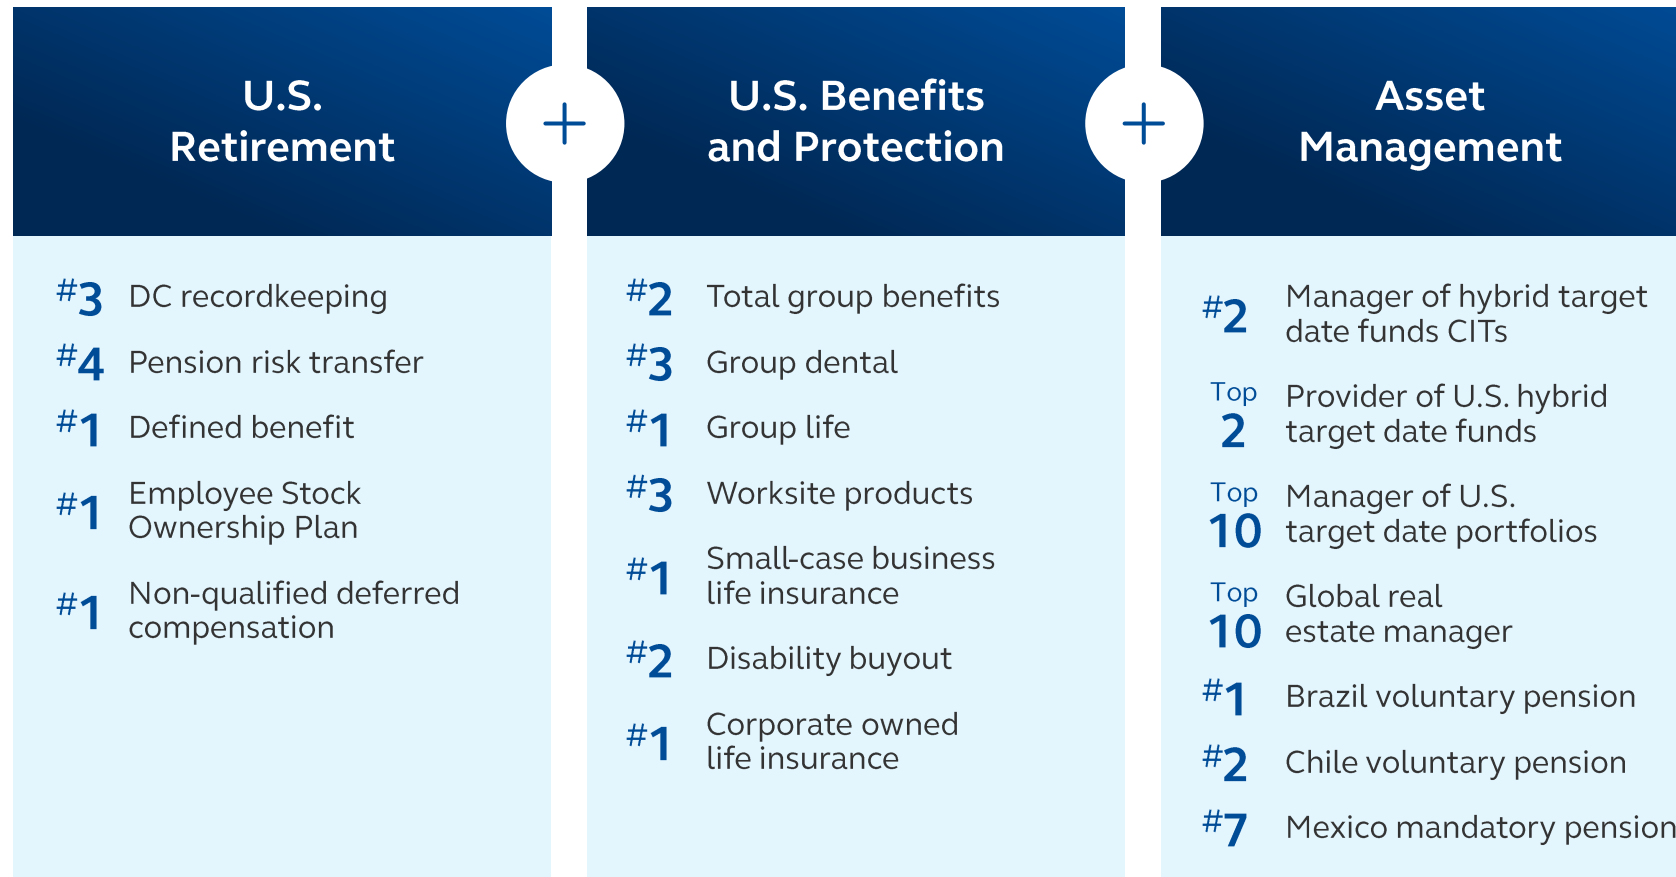 U.S.
Retirement
#3 DC recordkeeping
#4 Pension risk transfer
#1 Defined benefit
#1 Employee Stock
Ownership Plan
#1 Non-qualified deferred
compensation
U.S. Benefits
and Protection
#2 Total group benefits
#3 Group dental
#1 Group life
#3 Worksite products
#1 Small-case business
life insurance
#2 Disability buyout
#1 Corporate owned
life insurance
Asset
Management
#2 Manager of hybrid target
date funds CITs
Top 2 Provider of U.S. hybrid
target date funds
Top 10 Manager of U.S.
target date portfolios
Top 10 Global real
estate manager
#1 Brazil voluntary pension
#2 Chile voluntary pension
#7 Mexico mandatory pension